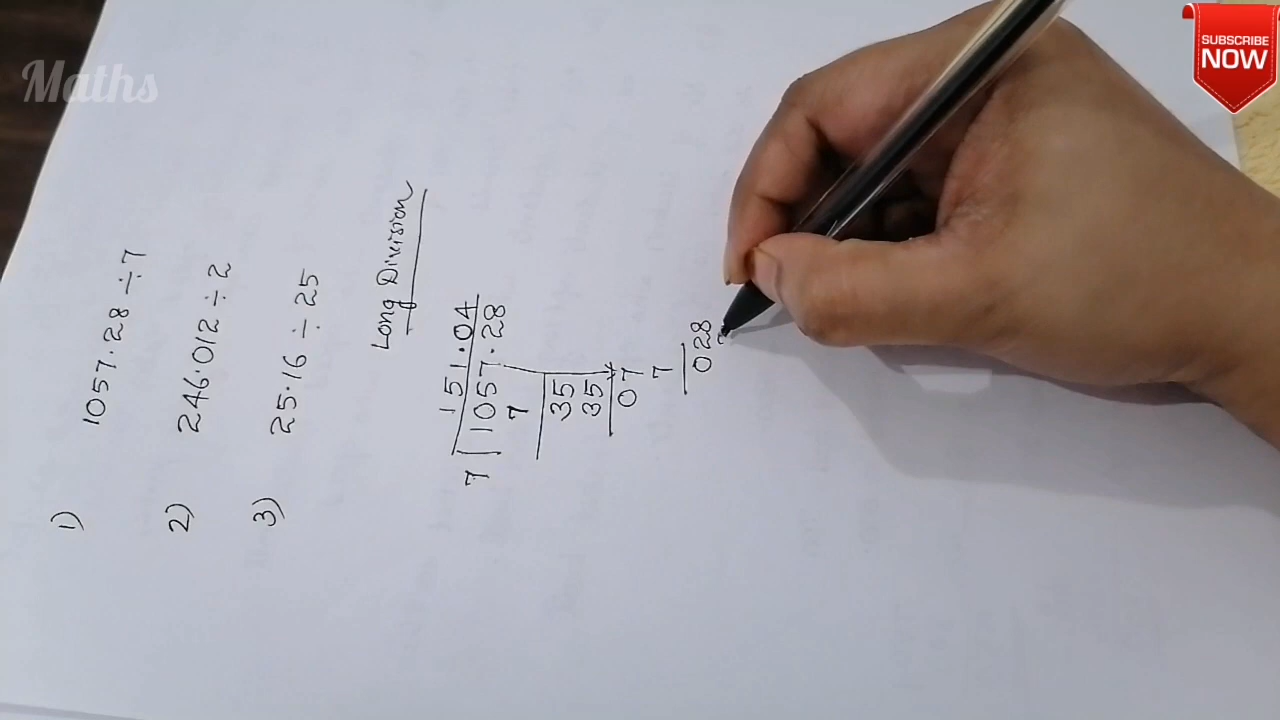 Maths
SUBSCRIBE
NOW
1) 1057.28 ÷ 7
2) 246.012 ÷ 2
3) 25.16 ÷ 25
Long Division
151.04
7 1057.28
7
35
35
07
7
028